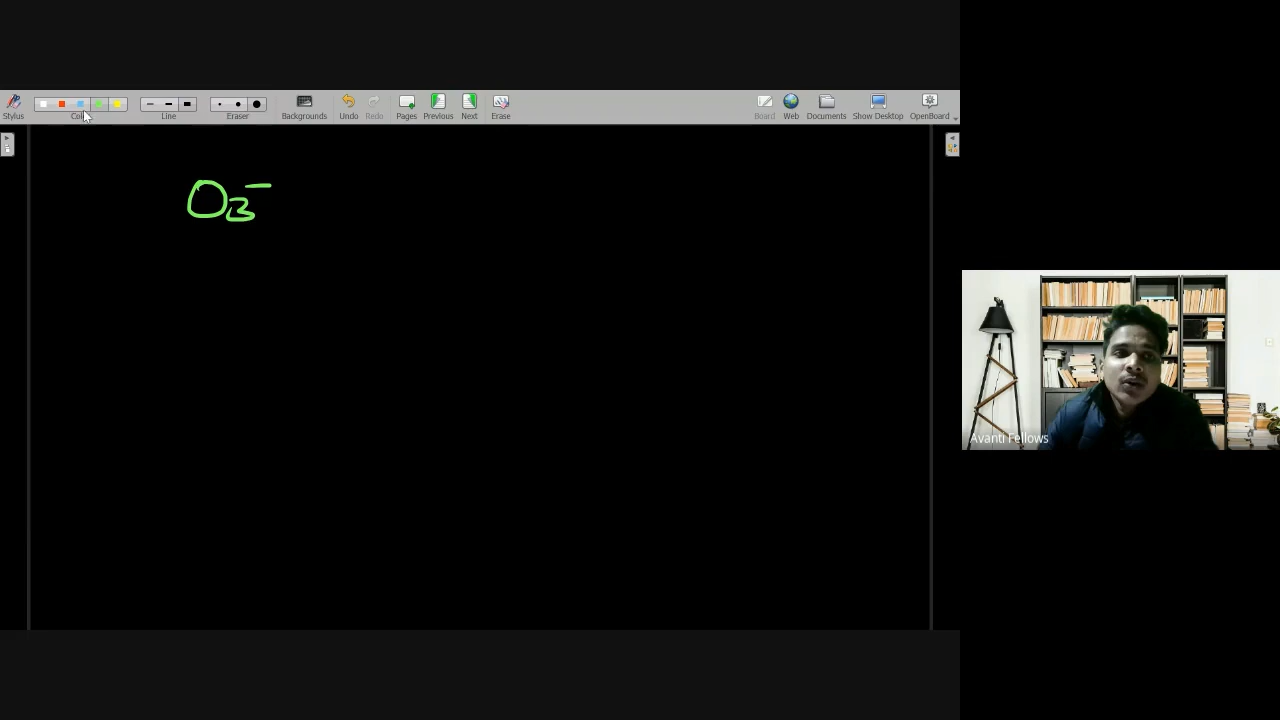 Stylus
Color
Line
Eraser
Backgrounds
Undo
Redo
Pages
Previous
Next
Erase
Board
Web
Documents
Show Desktop
OpenBoard
O₃⁻
Avanti Fellows